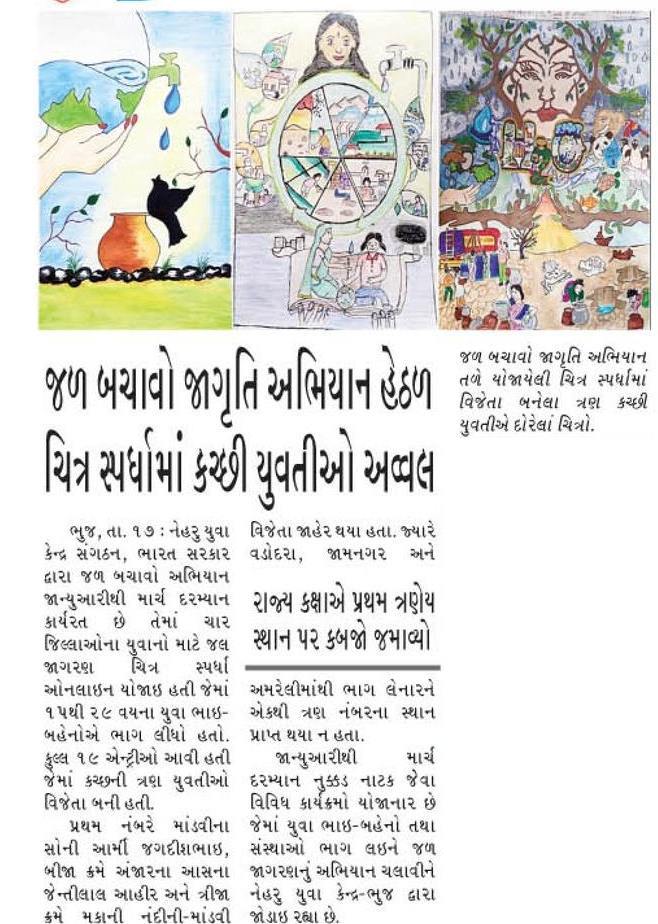 જળ બચાવો જાગૃતિ અભિયાન
તળે યોજાયેલી ચિત્ર સ્પર્ધામાં
વિજેતા બનેલા ત્રણ કચ્છી
યુવતીએ દોરેલાં ચિત્રો.
જળ બચાવો જાગૃતિ અભિયાન હેઠળ
ચિત્ર સ્પર્ધામાં કચ્છી યુવતીઓ અવ્વલ
ભુજ, તા. ૧૭ : નેહરુ યુવા
કેન્દ્ર સંગઠન, ભારત સરકાર
દ્વારા જળ બચાવો અભિયાન
જાન્યુઆરીથી માર્ચ દરમ્યાન
કાર્યરત છે તેમાં ચાર
જિલ્લાઓના યુવાનો માટે જલ
જાગરણ ચિત્ર સ્પર્ધા
ઓનલાઇન યોજાઇ હતી જેમાં
૧૫થી ૨૯ વયના યુવા ભાઇ-
બહેનોએ ભાગ લીધો હતો.
કુલ્લ ૧૯ એન્ટ્રીઓ આવી હતી
જેમાં કચ્છની ત્રણ યુવતીઓ
વિજેતા બની હતી.
પ્રથમ નંબરે માંડવીના
સોની આર્મી જગદીશભાઇ,
બીજા ક્રમે અંજારના આસના
જેન્તીલાલ આહીર અને ત્રીજા
ક્રમે મકાની નંદીની-માંડવી
વિજેતા જાહેર થયા હતા. જ્યારે
વડોદરા, જામનગર અને
રાજ્ય કક્ષાએ પ્રથમ ત્રણેય
સ્થાન પર કબજો જમાવ્યો
અમરેલીમાંથી ભાગ લેનારને
એકથી ત્રણ નંબરના સ્થાન
પ્રાપ્ત થયા ન હતા.
જાન્યુઆરીથી માર્ચ
દરમ્યાન નુક્કડ નાટક જેવા
વિવિધ કાર્યક્રમો યોજાનાર છે
જેમાં યુવા ભાઇ-બહેનો તથા
સંસ્થાઓ ભાગ લઇને જળ
જાગરણનું અભિયાન ચલાવીને
નેહરુ યુવા કેન્દ્ર-ભુજ દ્વારા
જોડાઇ રહ્યા છે.